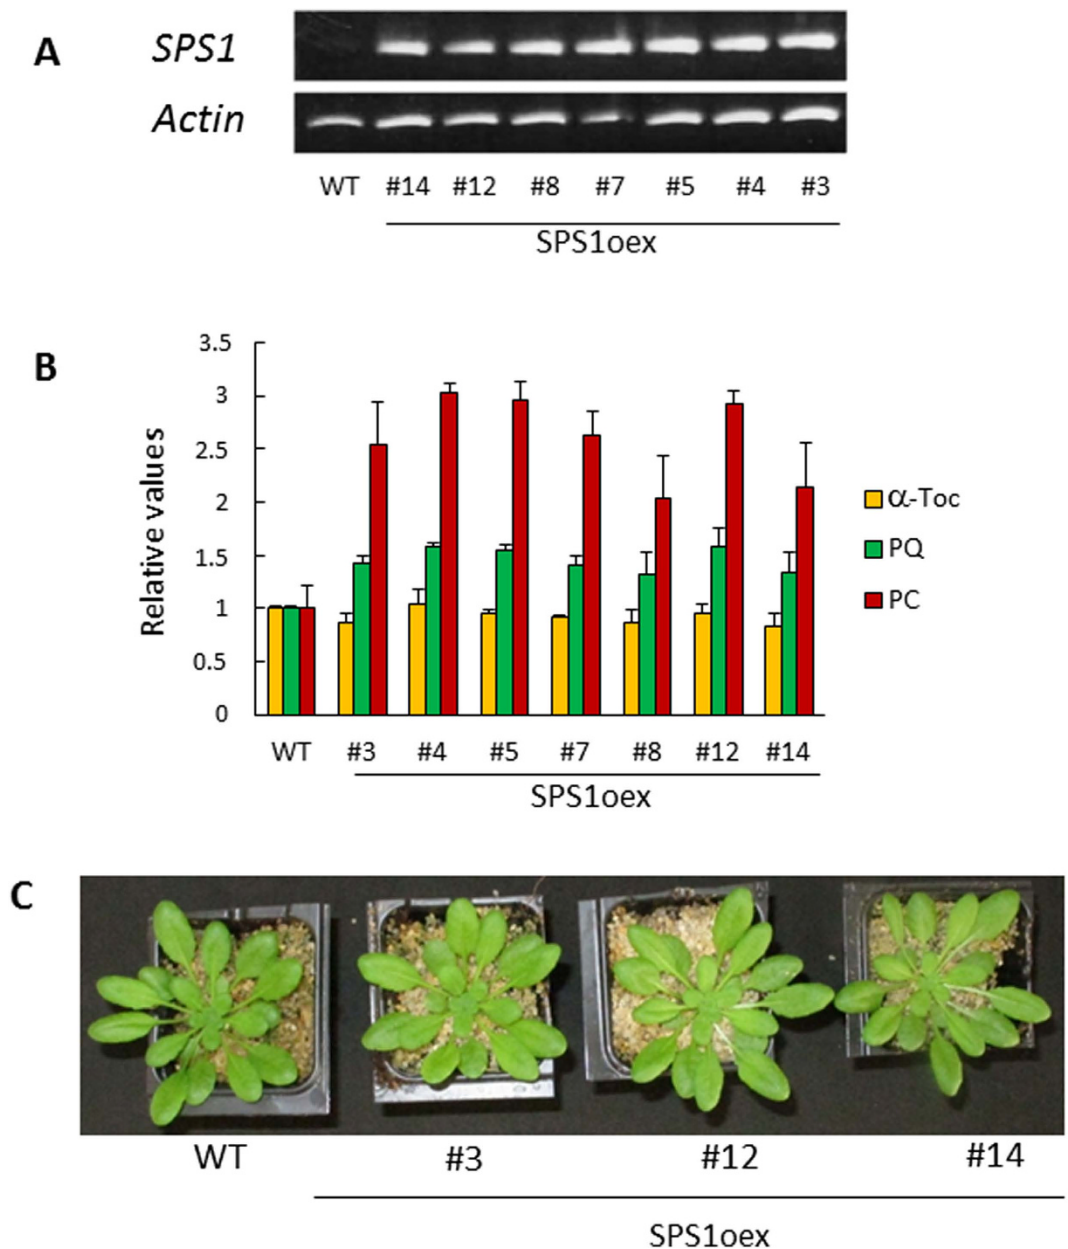 A
SPS1
Actin
WT #14 #12 #8 #7 #5 #4 #3
SPS1oex
B
Relative values
3.5
3
2.5
2
1.5
1
0.5
0
α-Toc
PQ
PC
WT #3 #4 #5 #7 #8 #12 #14
SPS1oex
C
WT #3 #12 #14
SPS1oex